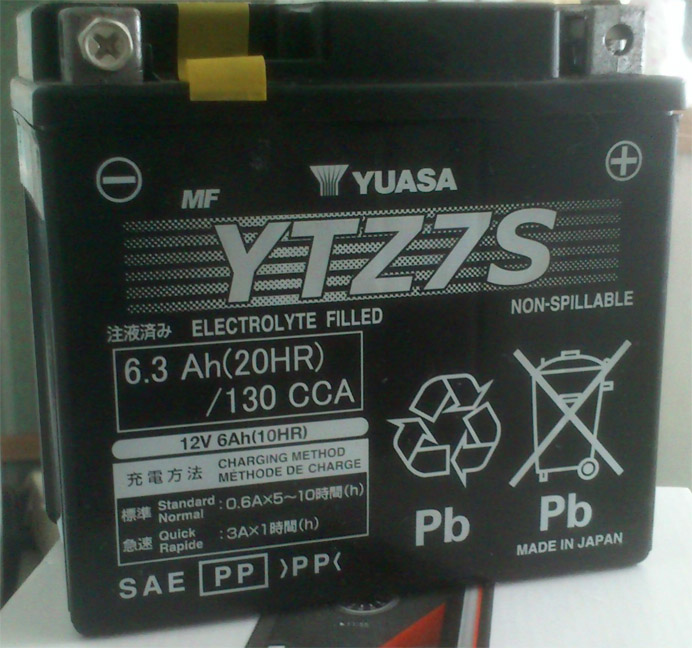 YUASA
MF
YTZ7S
NON-SPILLABLE
注液済み ELECTROLYTE FILLED
6.3 Ah(20HR)
/130 CCA
12V 6Ah(10HR)
充電方法 CHARGING METHOD
MÉTHODE DE CHARGE
標準 Standard
Normal :0.6A×5～10時間(h)
急速 Quick
Rapide :3A×1時間(h)
SAE PP >PP<
Pb
Pb
MADE IN JAPAN